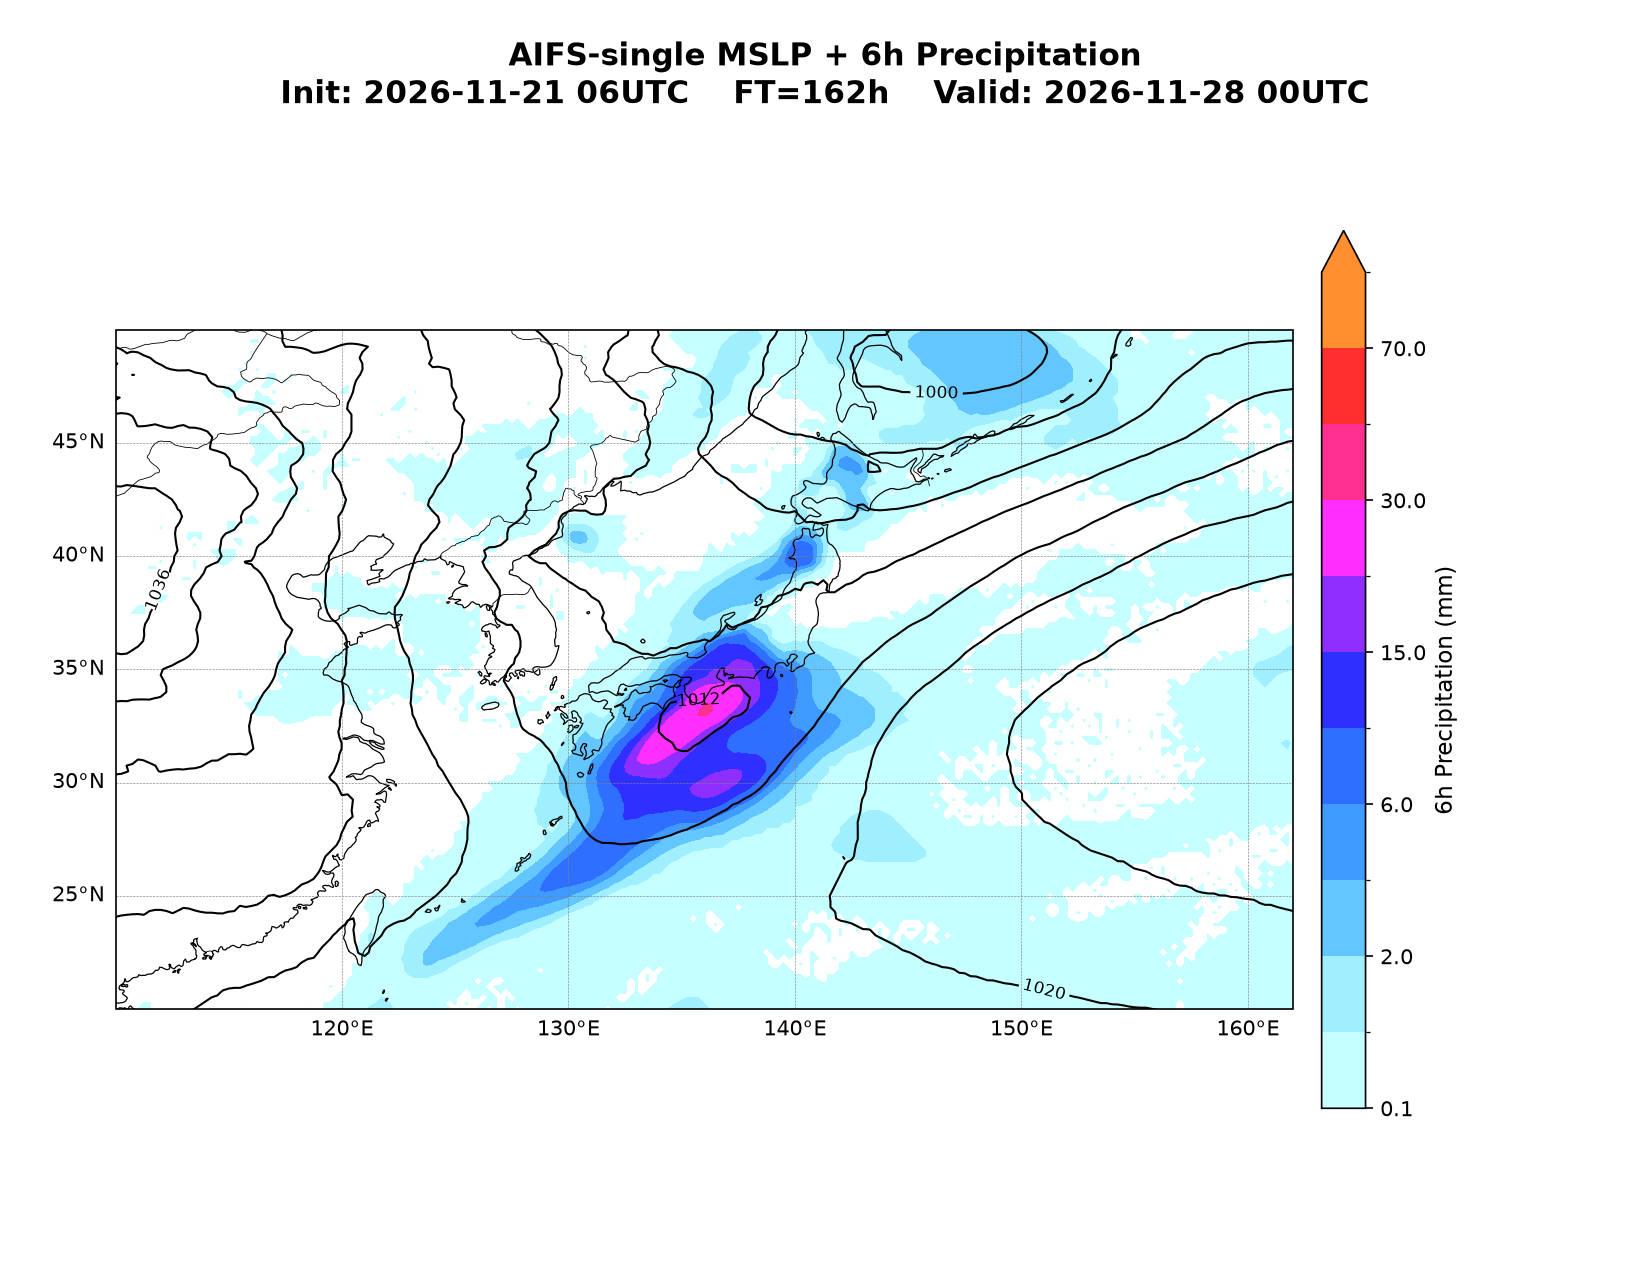 AIFS-single MSLP + 6h Precipitation
Init: 2026-11-21 06UTC    FT=162h    Valid: 2026-11-28 00UTC
70.0
30.0
15.0
6.0
2.0
0.1
6h Precipitation (mm)
45°N
40°N
35°N
30°N
25°N
1000
1036
1012
1020
120°E
130°E
140°E
150°E
160°E